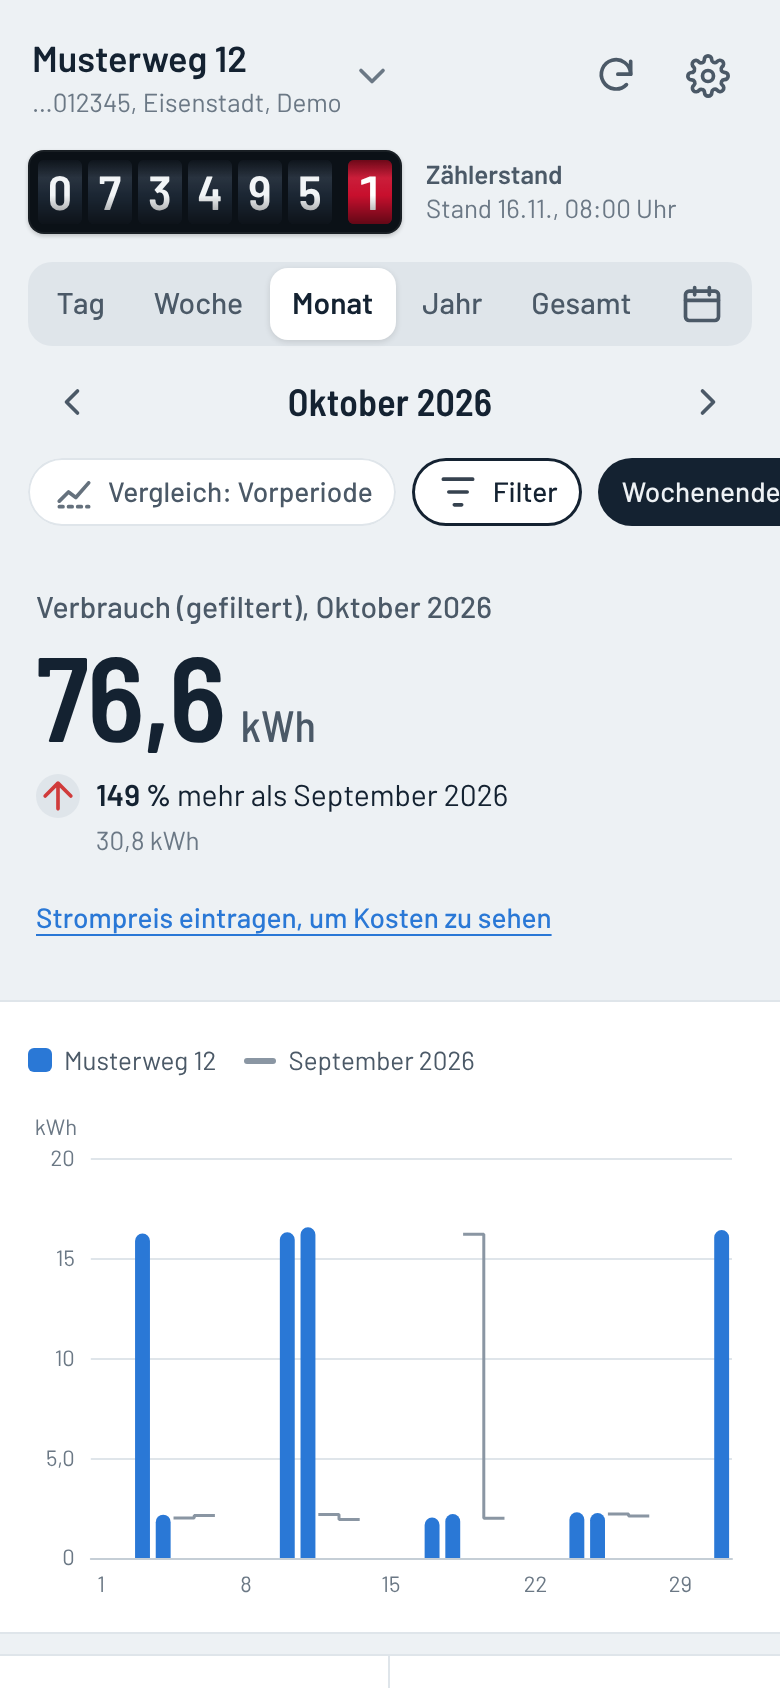 Musterweg 12
...012345, Eisenstadt, Demo
0 7 3 4 9 5 1
Zählerstand
Stand 16.11., 08:00 Uhr
Tag Woche Monat Jahr Gesamt
Oktober 2026
Vergleich: Vorperiode Filter Wochenende
Verbrauch (gefiltert), Oktober 2026
76,6 kWh
149 % mehr als September 2026
30,8 kWh
Strompreis eintragen, um Kosten zu sehen
Musterweg 12 September 2026
kWh
20
15
10
5,0
0
1 8 15 22 29